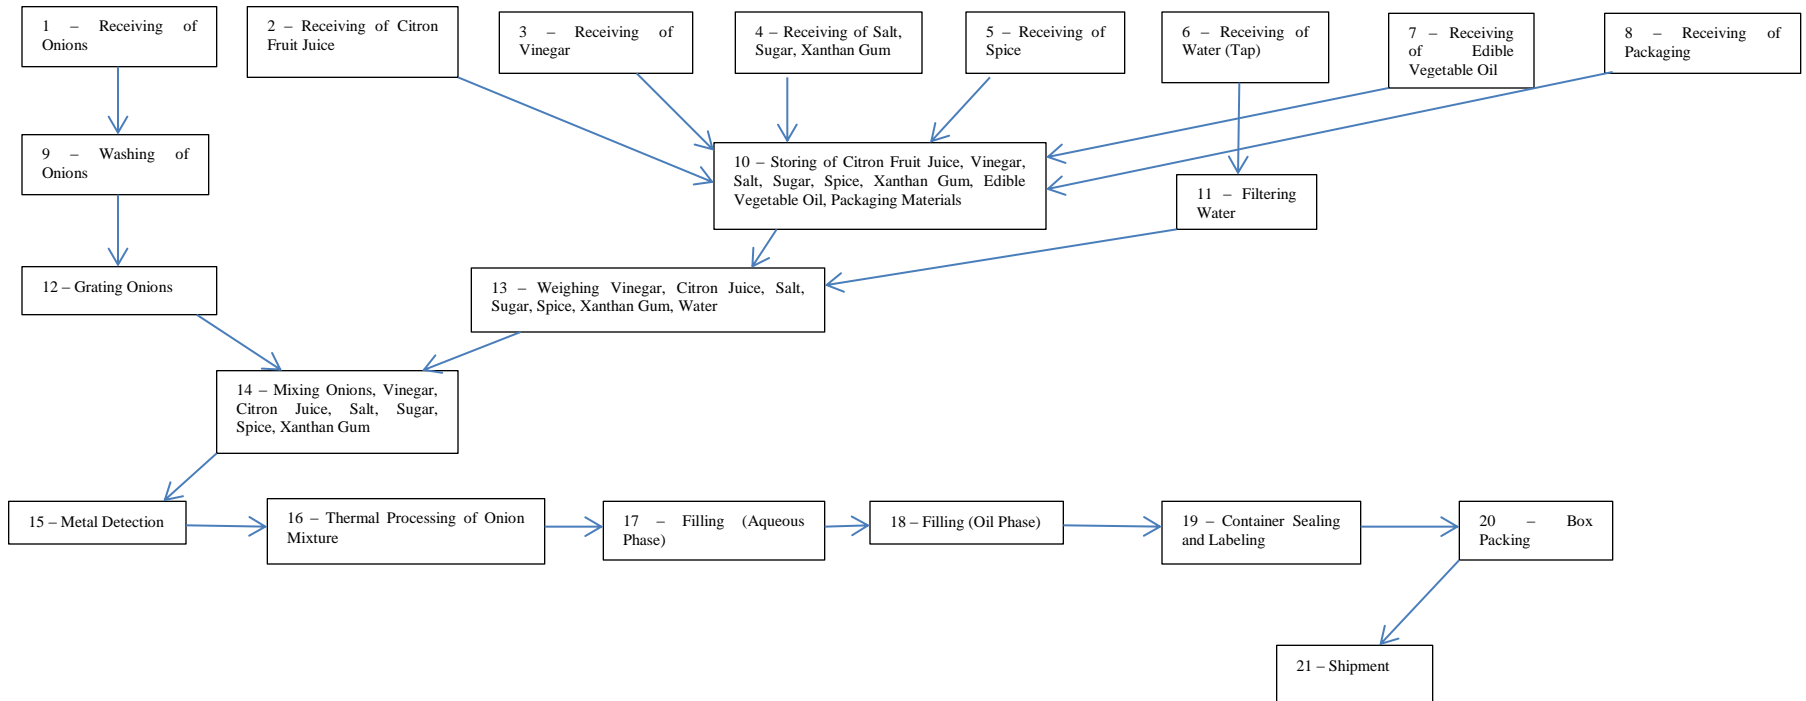 1 – Receiving of
Onions
2 – Receiving of Citron
Fruit Juice
3 – Receiving of
Vinegar
4 – Receiving of Salt,
Sugar, Xanthan Gum
5 – Receiving of
Spice
6 – Receiving of
Water (Tap)
7 – Receiving
of Edible
Vegetable Oil
8 – Receiving of
Packaging
9 – Washing of
Onions
10 – Storing of Citron Fruit Juice, Vinegar,
Salt, Sugar, Spice, Xanthan Gum, Edible
Vegetable Oil, Packaging Materials
11 – Filtering
Water
12 – Grating Onions
13 – Weighing Vinegar, Citron Juice, Salt,
Sugar, Spice, Xanthan Gum, Water
14 – Mixing Onions, Vinegar,
Citron Juice, Salt, Sugar,
Spice, Xanthan Gum
15 – Metal Detection
16 – Thermal Processing of Onion
Mixture
17 – Filling (Aqueous
Phase)
18 – Filling (Oil Phase)
19 – Container Sealing
and Labeling
20 – Box
Packing
21 – Shipment